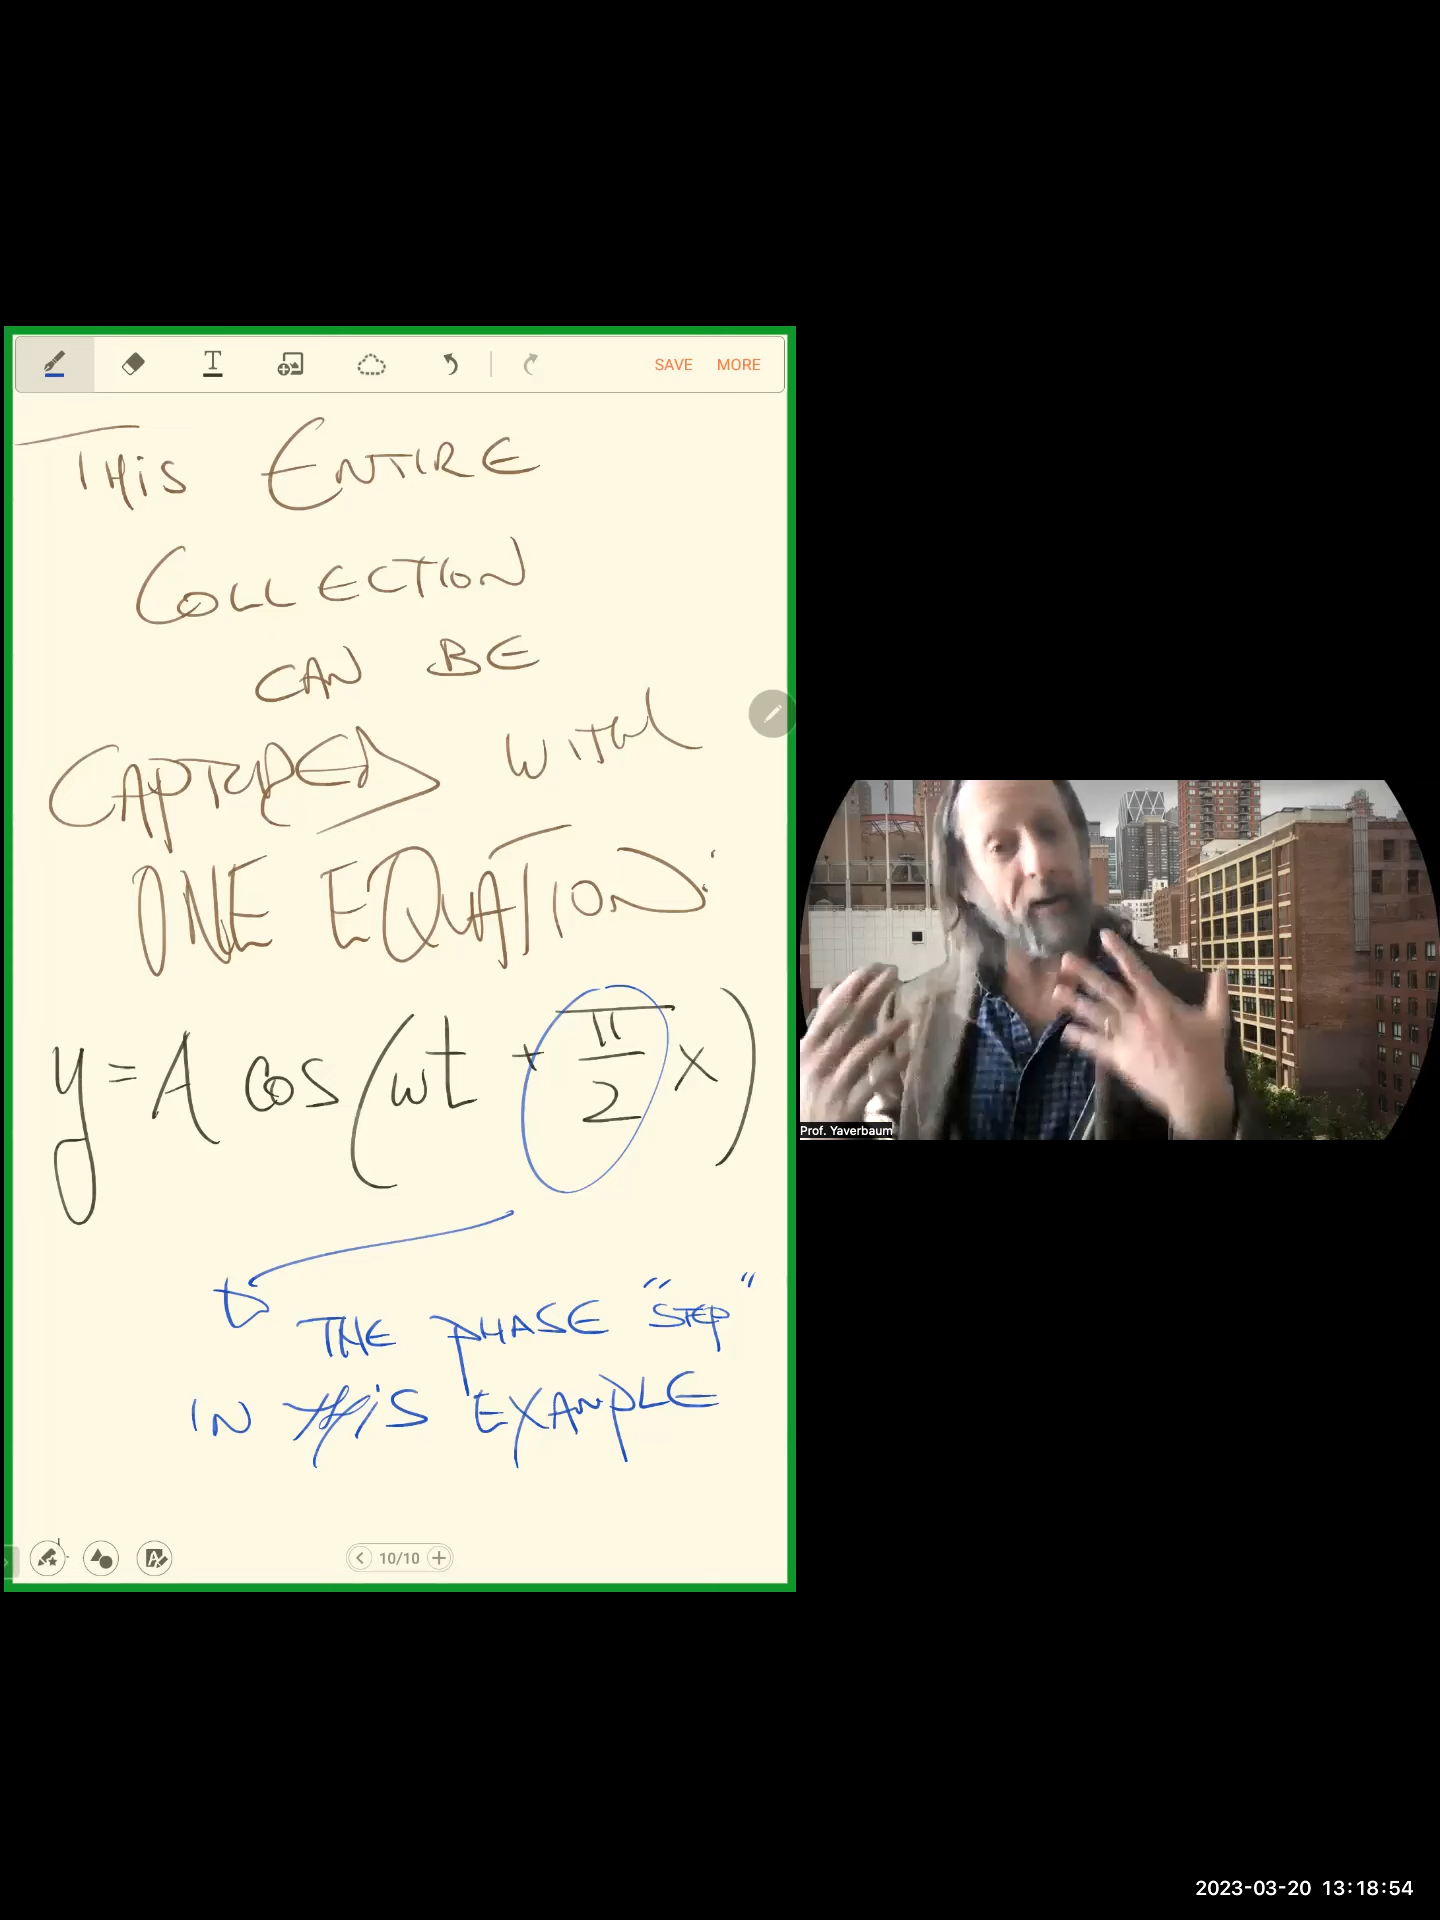 SAVE MORE
THIS ENTIRE
COLLECTION
CAN BE
CAPTURED WITH
ONE EQUATION:
y = A cos(ωt + π/2 x)
THE PHASE "STEP"
IN THIS EXAMPLE
10/10
Prof. Yaverbaum
2023-03-20 13:18:54